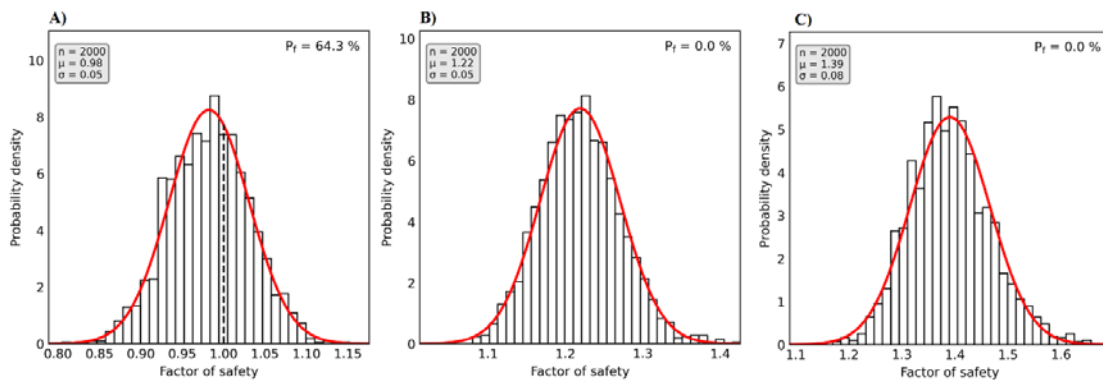 A)
P_f = 64.3 %
n = 2000
μ = 0.98
σ = 0.05
Probability density
10
8
6
4
2
0
0.80 0.85 0.90 0.95 1.00 1.05 1.10 1.15
Factor of safety
B)
P_f = 0.0 %
n = 2000
μ = 1.22
σ = 0.05
Probability density
10
8
6
4
2
0
1.1 1.2 1.3 1.4
Factor of safety
C)
P_f = 0.0 %
n = 2000
μ = 1.39
σ = 0.08
Probability density
7
6
5
4
3
2
1
0
1.1 1.2 1.3 1.4 1.5 1.6
Factor of safety